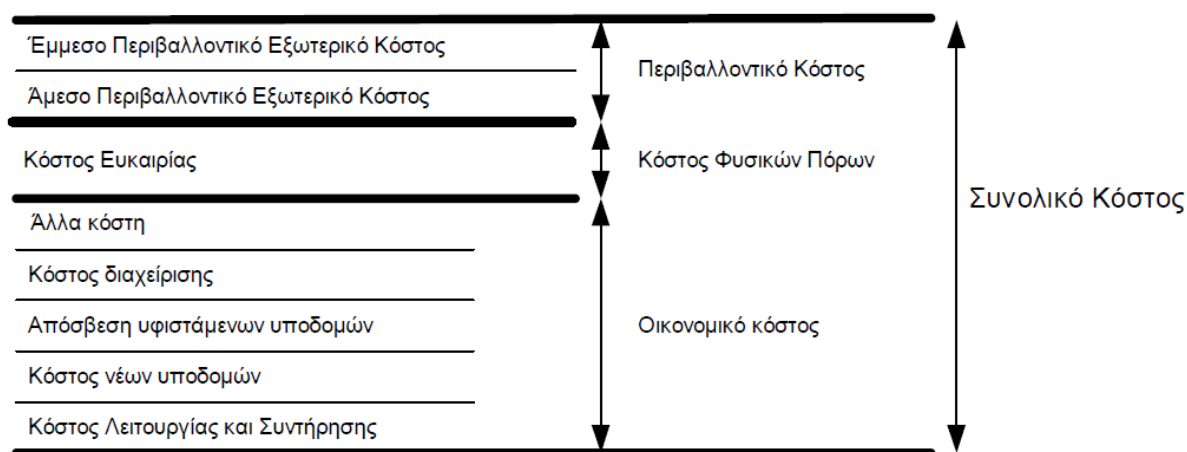 Έμμεσο Περιβαλλοντικό Εξωτερικό Κόστος
Άμεσο Περιβαλλοντικό Εξωτερικό Κόστος
Περιβαλλοντικό Κόστος
Κόστος Ευκαιρίας
Κόστος Φυσικών Πόρων
Συνολικό Κόστος
Άλλα κόστη
Κόστος διαχείρισης
Απόσβεση υφιστάμενων υποδομών
Οικονομικό κόστος
Κόστος νέων υποδομών
Κόστος Λειτουργίας και Συντήρησης